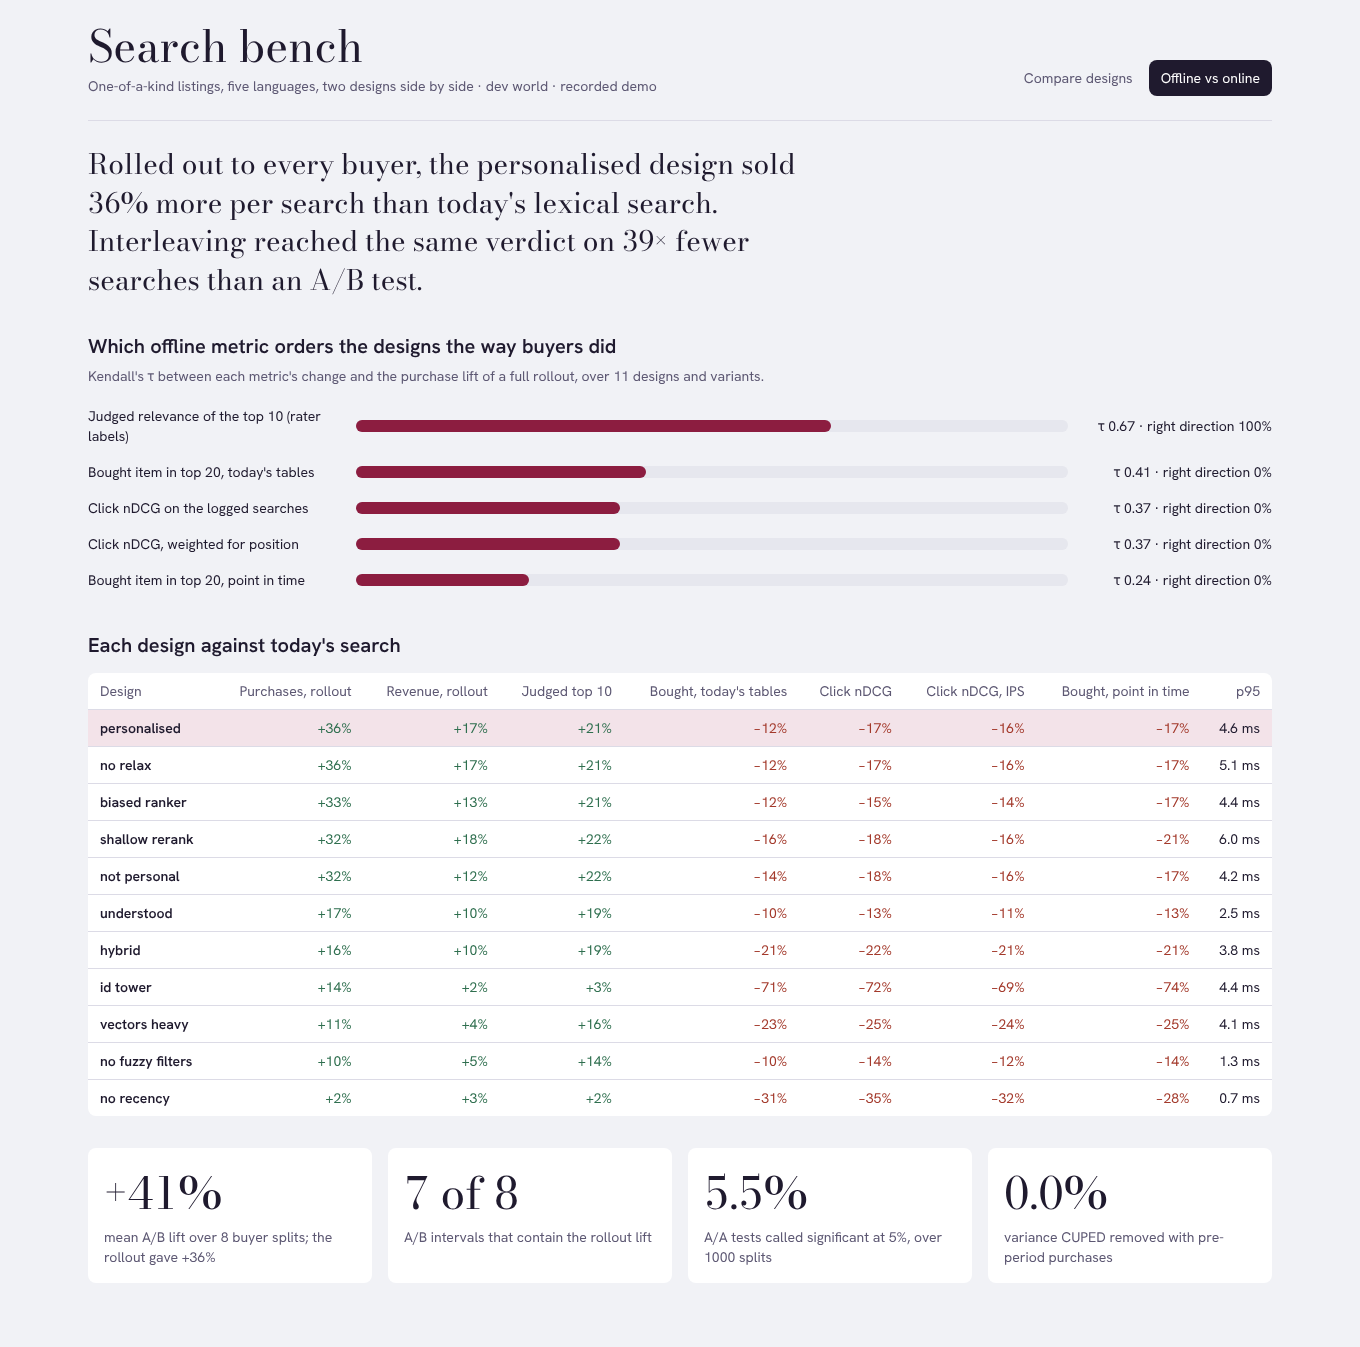 Search bench
One-of-a-kind listings, five languages, two designs side by side · dev world · recorded demo
Compare designs
Offline vs online
Rolled out to every buyer, the personalised design sold
36% more per search than today's lexical search.
Interleaving reached the same verdict on 39× fewer
searches than an A/B test.
Which offline metric orders the designs the way buyers did
Kendall's τ between each metric's change and the purchase lift of a full rollout, over 11 designs and variants.
Judged relevance of the top 10 (rater
labels)
τ 0.67 · right direction 100%
Bought item in top 20, today's tables
τ 0.41 · right direction 0%
Click nDCG on the logged searches
τ 0.37 · right direction 0%
Click nDCG, weighted for position
τ 0.37 · right direction 0%
Bought item in top 20, point in time
τ 0.24 · right direction 0%
Each design against today's search
Design Purchases, rollout Revenue, rollout Judged top 10 Bought, today's tables Click nDCG Click nDCG, IPS Bought, point in time p95
personalised +36% +17% +21% −12% −17% −16% −17% 4.6 ms
no relax +36% +17% +21% −12% −17% −16% −17% 5.1 ms
biased ranker +33% +13% +21% −12% −15% −14% −17% 4.4 ms
shallow rerank +32% +18% +22% −16% −18% −16% −21% 6.0 ms
not personal +32% +12% +22% −14% −18% −16% −17% 4.2 ms
understood +17% +10% +19% −10% −13% −11% −13% 2.5 ms
hybrid +16% +10% +19% −21% −22% −21% −21% 3.8 ms
id tower +14% +2% +3% −71% −72% −69% −74% 4.4 ms
vectors heavy +11% +4% +16% −23% −25% −24% −25% 4.1 ms
no fuzzy filters +10% +5% +14% −10% −14% −12% −14% 1.3 ms
no recency +2% +3% +2% −31% −35% −32% −28% 0.7 ms
+41%
mean A/B lift over 8 buyer splits; the
rollout gave +36%
7 of 8
A/B intervals that contain the rollout lift
5.5%
A/A tests called significant at 5%, over
1000 splits
0.0%
variance CUPED removed with pre-
period purchases